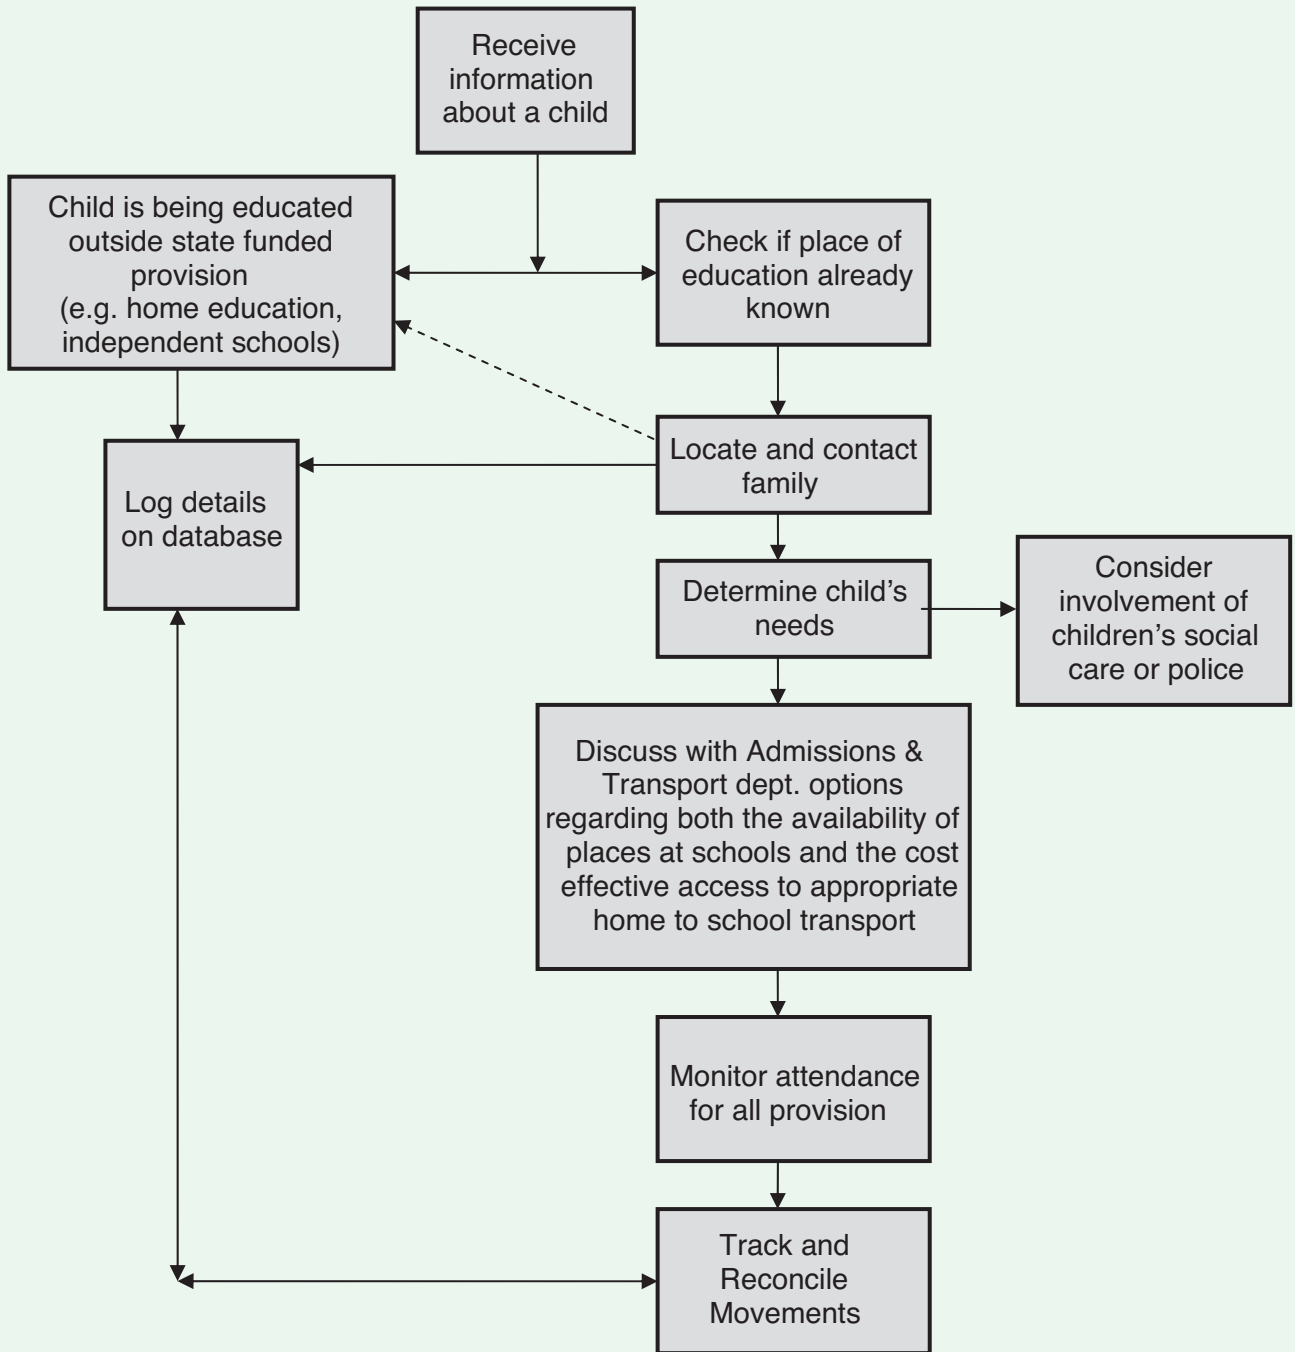 Receive
information
about a child
Child is being educated
outside state funded
provision
(e.g. home education,
independent schools)
Check if place of
education already
known
Locate and contact
family
Log details
on database
Determine child's
needs
Consider
involvement of
children's social
care or police
Discuss with Admissions &
Transport dept. options
regarding both the availability of
places at schools and the cost
effective access to appropriate
home to school transport
Monitor attendance
for all provision
Track and
Reconcile
Movements